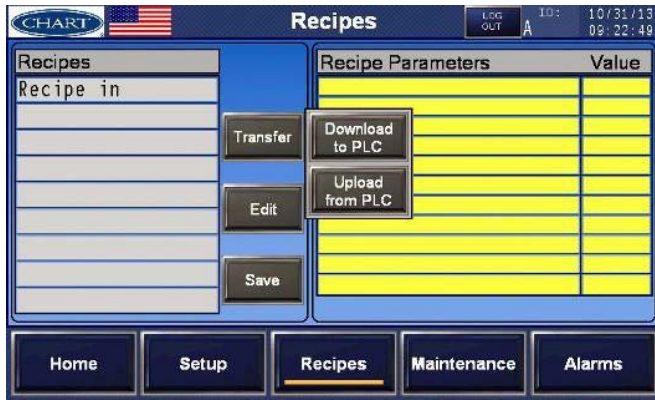 CHART
Recipes
LOG OUT
A
ID:
10/31/13
09:22:49
Recipes
Recipe Parameters
Value
Recipe in
Transfer
Download
to PLC
Upload
from PLC
Edit
Save
Home
Setup
Recipes
Maintenance
Alarms